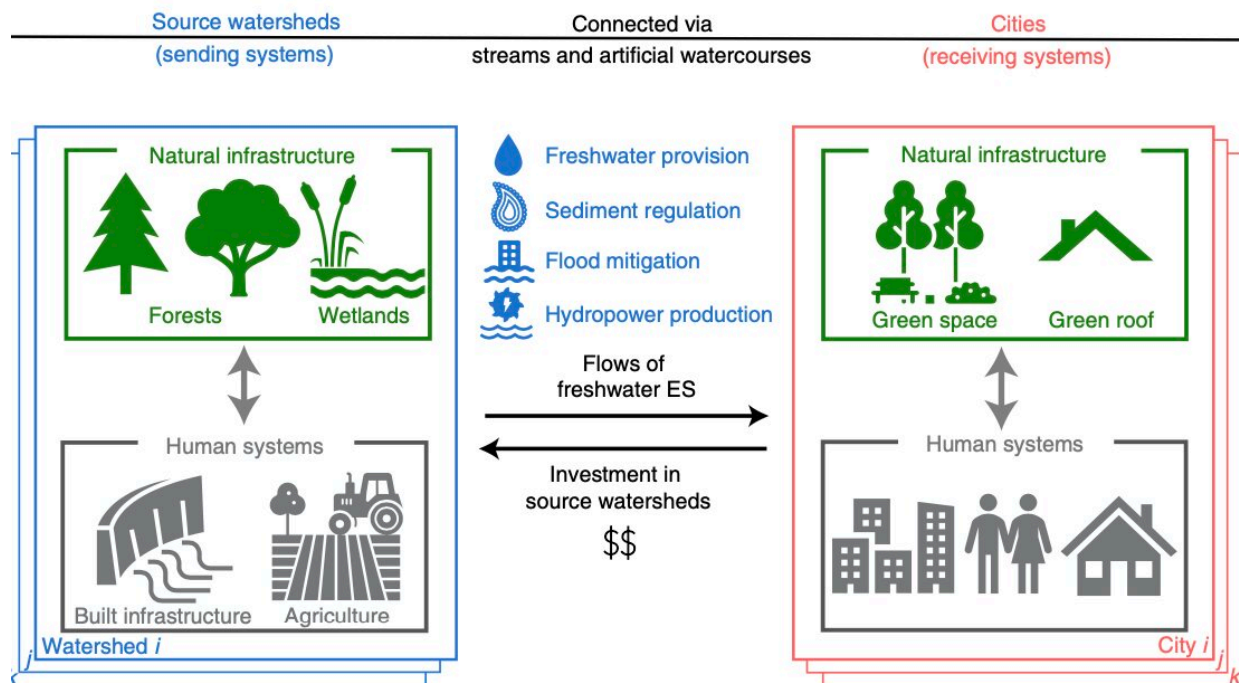 Source watersheds
(sending systems)
Connected via
streams and artificial watercourses
Cities
(receiving systems)
Natural infrastructure
Forests
Wetlands
Human systems
Built infrastructure
Agriculture
Watershed i
j
Freshwater provision
Sediment regulation
Flood mitigation
Hydropower production
Flows of
freshwater ES
Investment in
source watersheds
$$
Natural infrastructure
Green space
Green roof
Human systems
City i
j
k